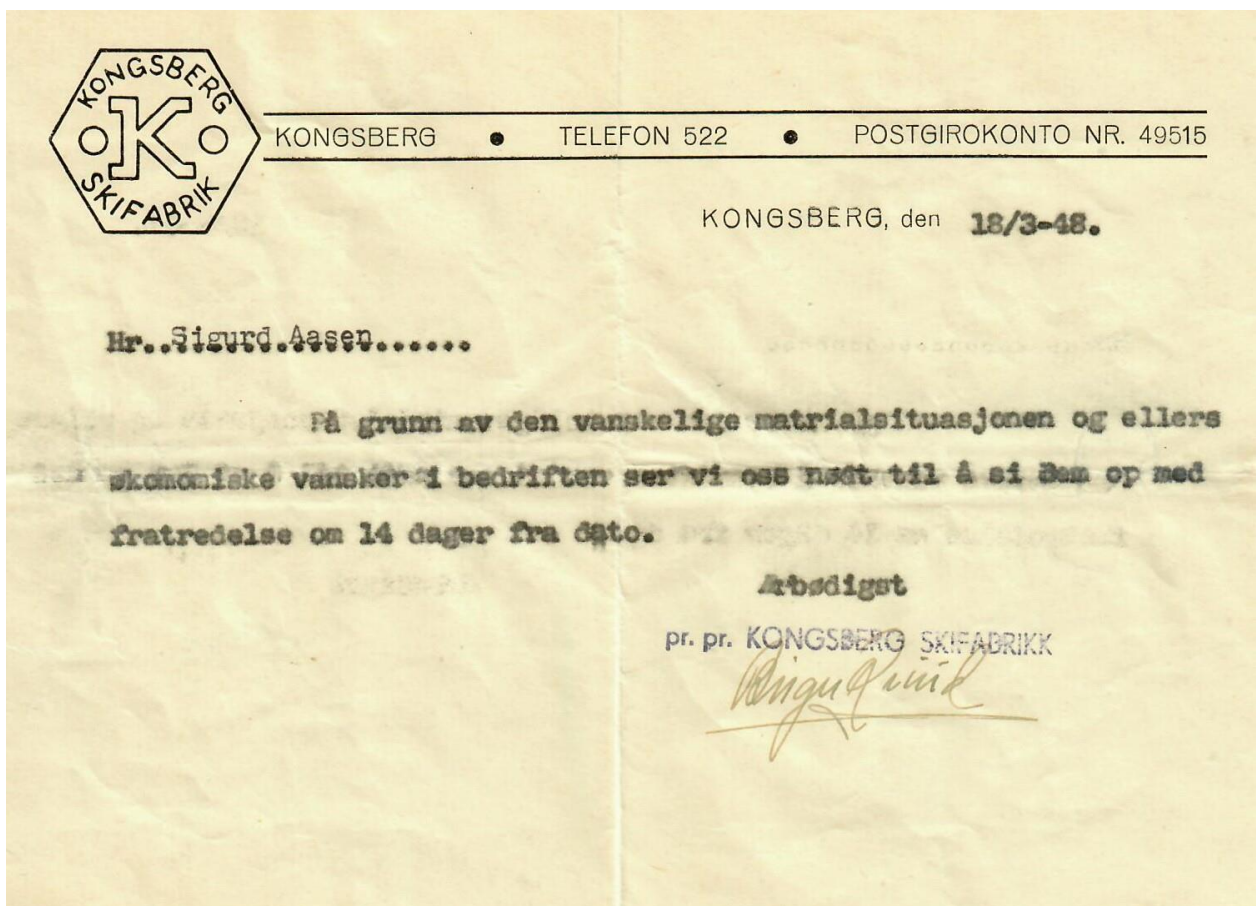 KONGSBERG
K
SKIFABRIK
KONGSBERG • TELEFON 522 • POSTGIROKONTO NR. 49515
KONGSBERG, den 18/3-48.
Hr..Sigurd.Aasen......
På grunn av den vanskelige matrialsituasjonen og ellers
økonomiske vansker i bedriften ser vi oss nødt til å si Dem op med
fratredelse om 14 dager fra dato.
Ærbødigst
pr. pr. KONGSBERG SKIFABRIKK
Birger Ruud